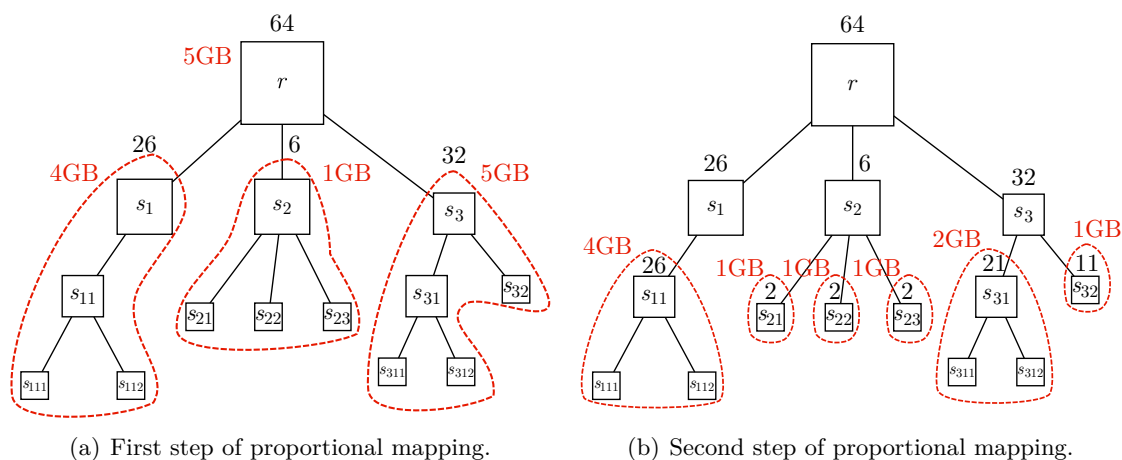 64
5GB
r
26
4GB
6
1GB
32
5GB
s1
s2
s3
s11
s21
s22
s23
s31
s32
s111
s112
s311
s312
(a) First step of proportional mapping.
64
r
26
6
32
s1
s2
s3
4GB
26
1GB
2
1GB
2
1GB
2
2GB
21
1GB
11
s11
s21
s22
s23
s31
s32
s111
s112
s311
s312
(b) Second step of proportional mapping.